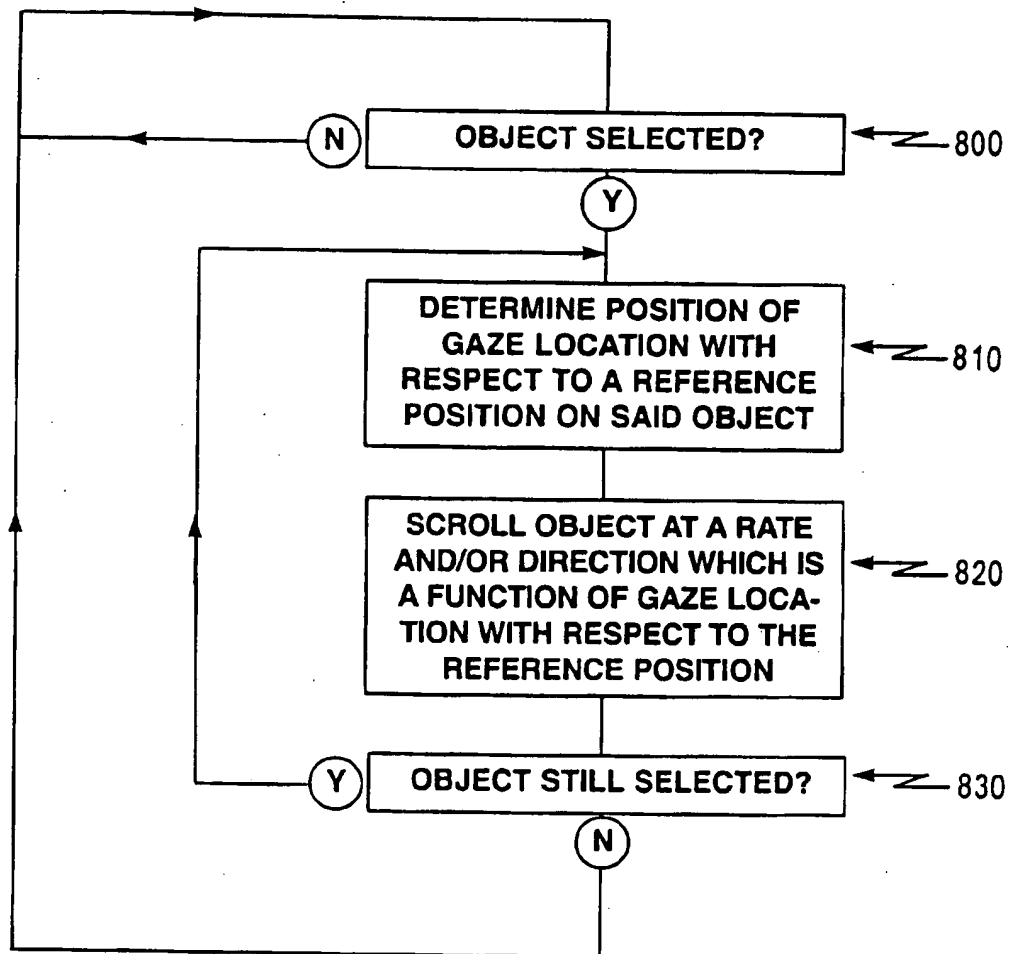 N
OBJECT SELECTED?
800
Y
DETERMINE POSITION OF
GAZE LOCATION WITH
RESPECT TO A REFERENCE
POSITION ON SAID OBJECT
810
SCROLL OBJECT AT A RATE
AND/OR DIRECTION WHICH IS
A FUNCTION OF GAZE LOCA-
TION WITH RESPECT TO THE
REFERENCE POSITION
820
Y
OBJECT STILL SELECTED?
830
N